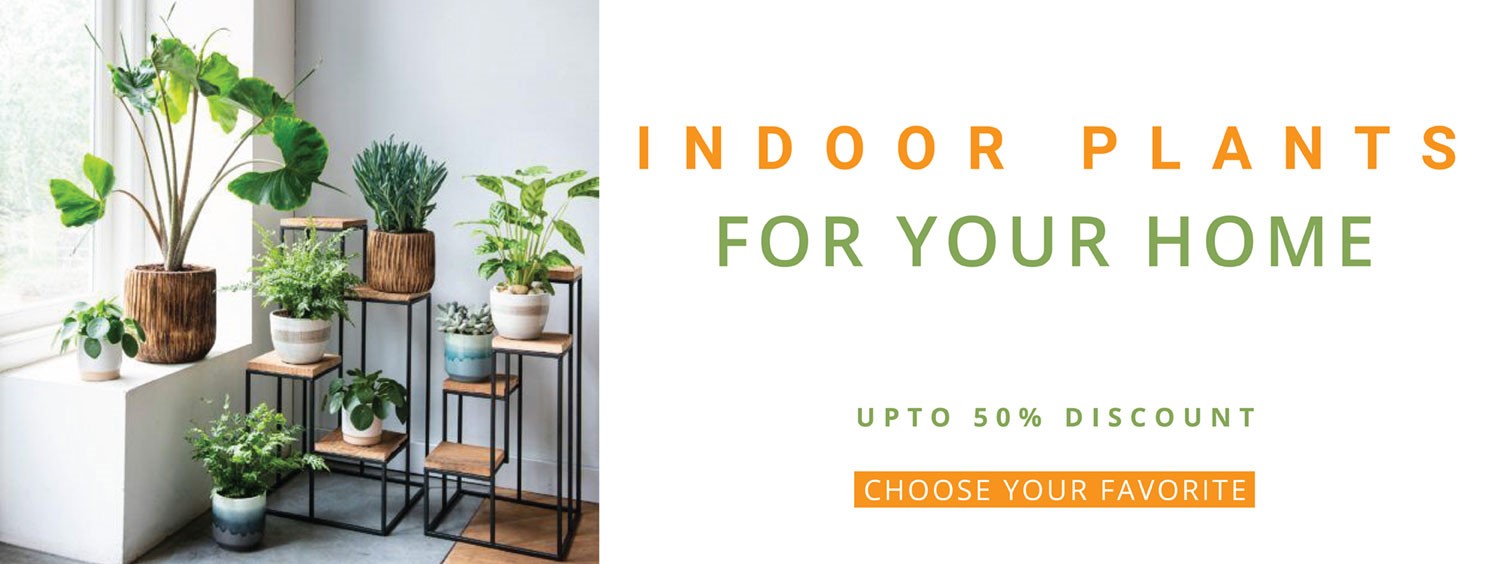 INDOOR PLANTS
FOR YOUR HOME
UPTO 50% DISCOUNT
CHOOSE YOUR FAVORITE